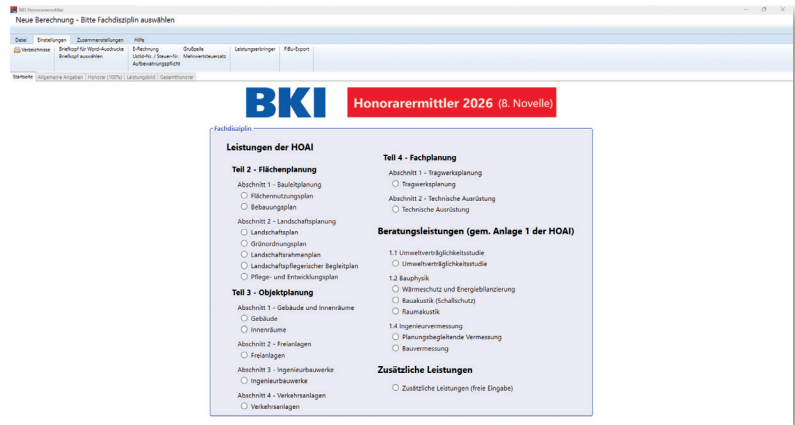 BKI Honorarermittler
Neue Berechnung - Bitte Fachdisziplin auswählen
Datei Einstellungen Zusammenstellungen Hilfe
Verzeichnisse
Briefkopf für Word-Ausdrucke
Briefkopf auswählen
E-Rechnung
UstId-Nr. / Steuer-Nr.
Aufbewahrungspflicht
Grußzeile
Mehrwertsteuersatz
Leistungserbringer
FiBu-Export
Startseite Allgemeine Angaben Honorar (100%) Leistungsbild Gesamthonorar
BKI Honorarermittler 2026 (8. Novelle)
Fachdisziplin
Leistungen der HOAI
Teil 2 - Flächenplanung
Abschnitt 1 - Bauleitplanung
Flächennutzungsplan
Bebauungsplan
Abschnitt 2 - Landschaftsplanung
Landschaftsplan
Grünordnungsplan
Landschaftsrahmenplan
Landschaftspflegerischer Begleitplan
Pflege- und Entwicklungsplan
Teil 3 - Objektplanung
Abschnitt 1 - Gebäude und Innenräume
Gebäude
Innenräume
Abschnitt 2 - Freianlagen
Freianlagen
Abschnitt 3 - Ingenieurbauwerke
Ingenieurbauwerke
Abschnitt 4 - Verkehrsanlagen
Verkehrsanlagen
Teil 4 - Fachplanung
Abschnitt 1 - Tragwerksplanung
Tragwerksplanung
Abschnitt 2 - Technische Ausrüstung
Technische Ausrüstung
Beratungsleistungen (gem. Anlage 1 der HOAI)
1.1 Umweltverträglichkeitsstudie
Umweltverträglichkeitsstudie
1.2 Bauphysik
Wärmeschutz und Energiebilanzierung
Bauakustik (Schallschutz)
Raumakustik
1.4 Ingenieurvermessung
Planungsbegleitende Vermessung
Bauvermessung
Zusätzliche Leistungen
Zusätzliche Leistungen (freie Eingabe)